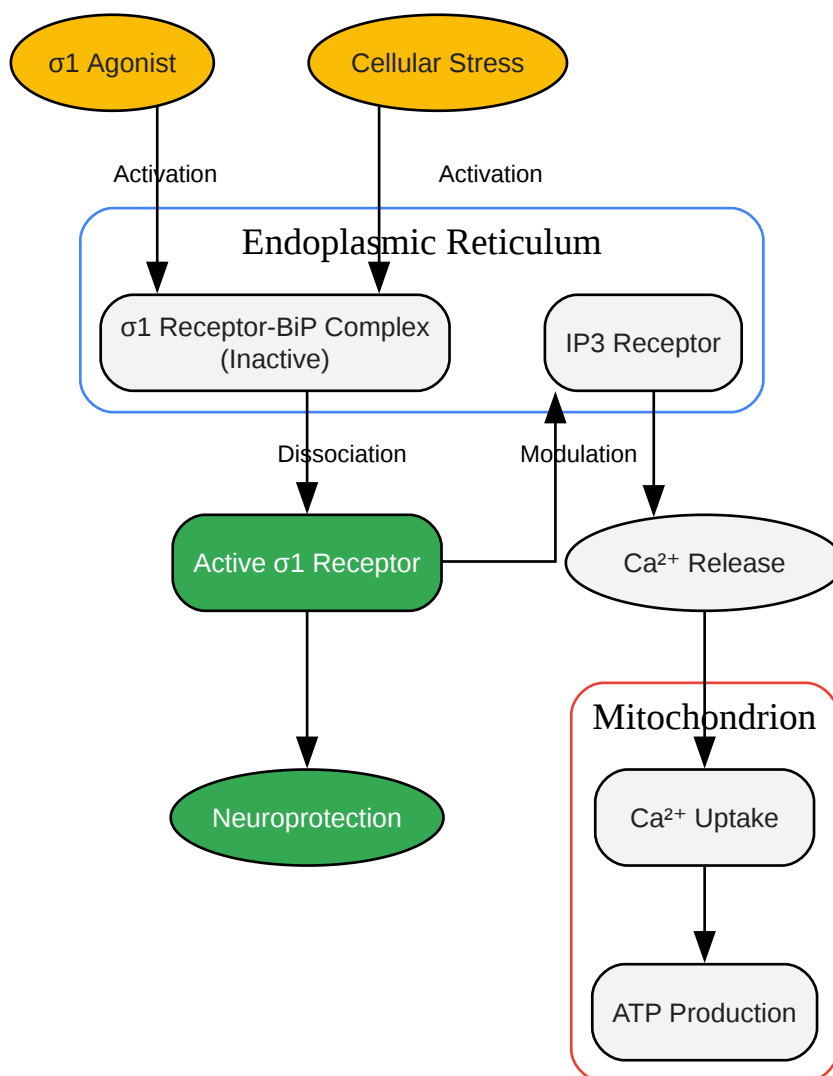 σ1 Agonist
Cellular Stress
Activation
Activation
Endoplasmic Reticulum
σ1 Receptor-BiP Complex
(Inactive)
IP3 Receptor
Dissociation
Modulation
Active σ1 Receptor
Ca²⁺ Release
Mitochondrion
Neuroprotection
Ca²⁺ Uptake
ATP Production